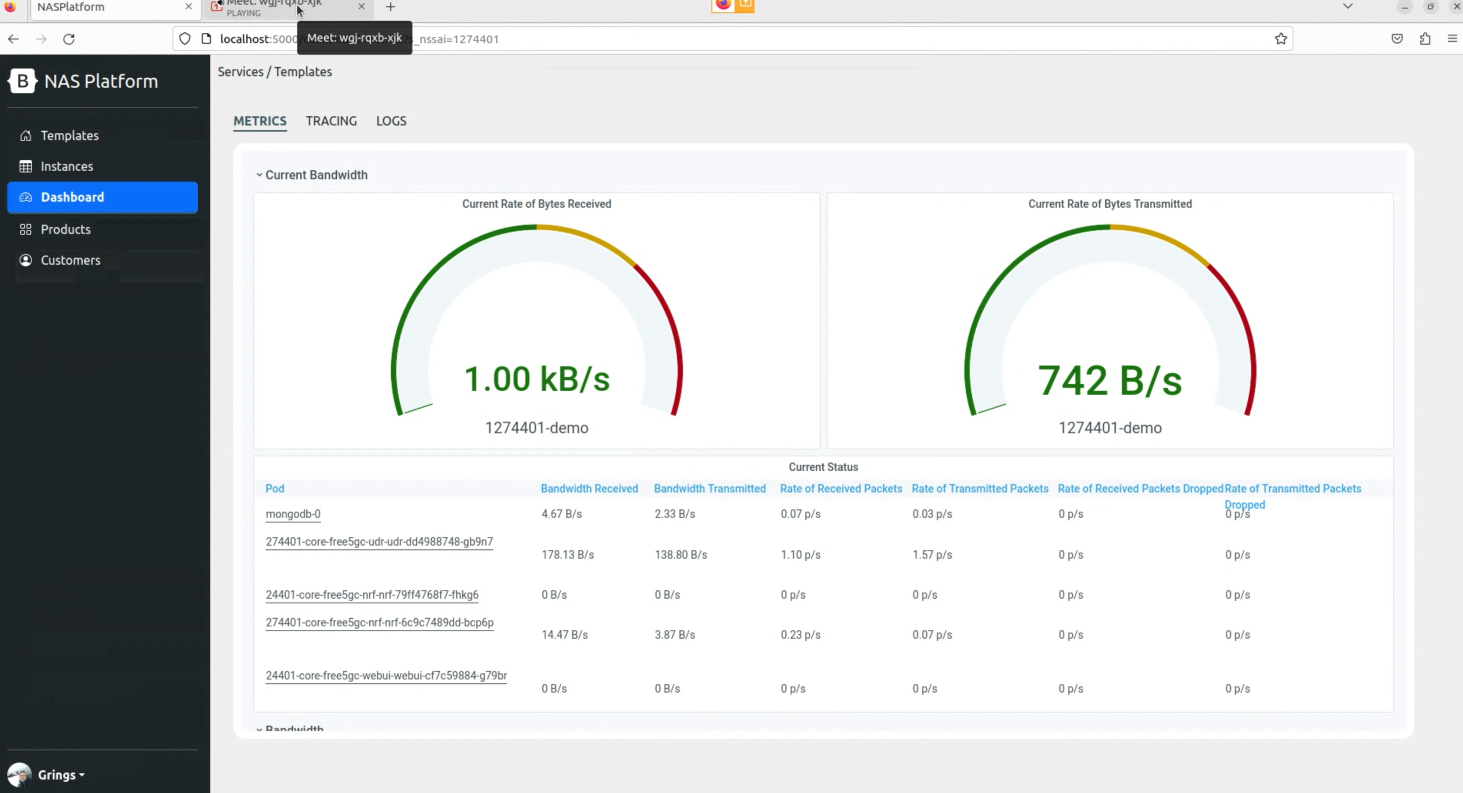 NASPlatform
Meet: wgj-rqxb-xjk
PLAYING
localhost:5000
_nssai=1274401
Meet: wgj-rqxb-xjk
B NAS Platform
Templates
Instances
Dashboard
Products
Customers
Grings
Services / Templates
METRICS TRACING LOGS
Current Bandwidth
Current Rate of Bytes Received
1.00 kB/s
1274401-demo
Current Rate of Bytes Transmitted
742 B/s
1274401-demo
Current Status
Pod Bandwidth Received Bandwidth Transmitted Rate of Received Packets Rate of Transmitted Packets Rate of Received Packets Dropped Rate of Transmitted Packets
Dropped
mongodb-0 4.67 B/s 2.33 B/s 0.07 p/s 0.03 p/s 0 p/s 0 p/s
274401-core-free5gc-udr-udr-dd4988748-gb9n7 178.13 B/s 138.80 B/s 1.10 p/s 1.57 p/s 0 p/s 0 p/s
24401-core-free5gc-nrf-nrf-79ff4768f7-fhkg6 0 B/s 0 B/s 0 p/s 0 p/s 0 p/s 0 p/s
274401-core-free5gc-nrf-nrf-6c9c7489dd-bcp6p 14.47 B/s 3.87 B/s 0.23 p/s 0.07 p/s 0 p/s 0 p/s
24401-core-free5gc-webui-webui-cf7c59884-g79br 0 B/s 0 B/s 0 p/s 0 p/s 0 p/s 0 p/s
Bandwidth